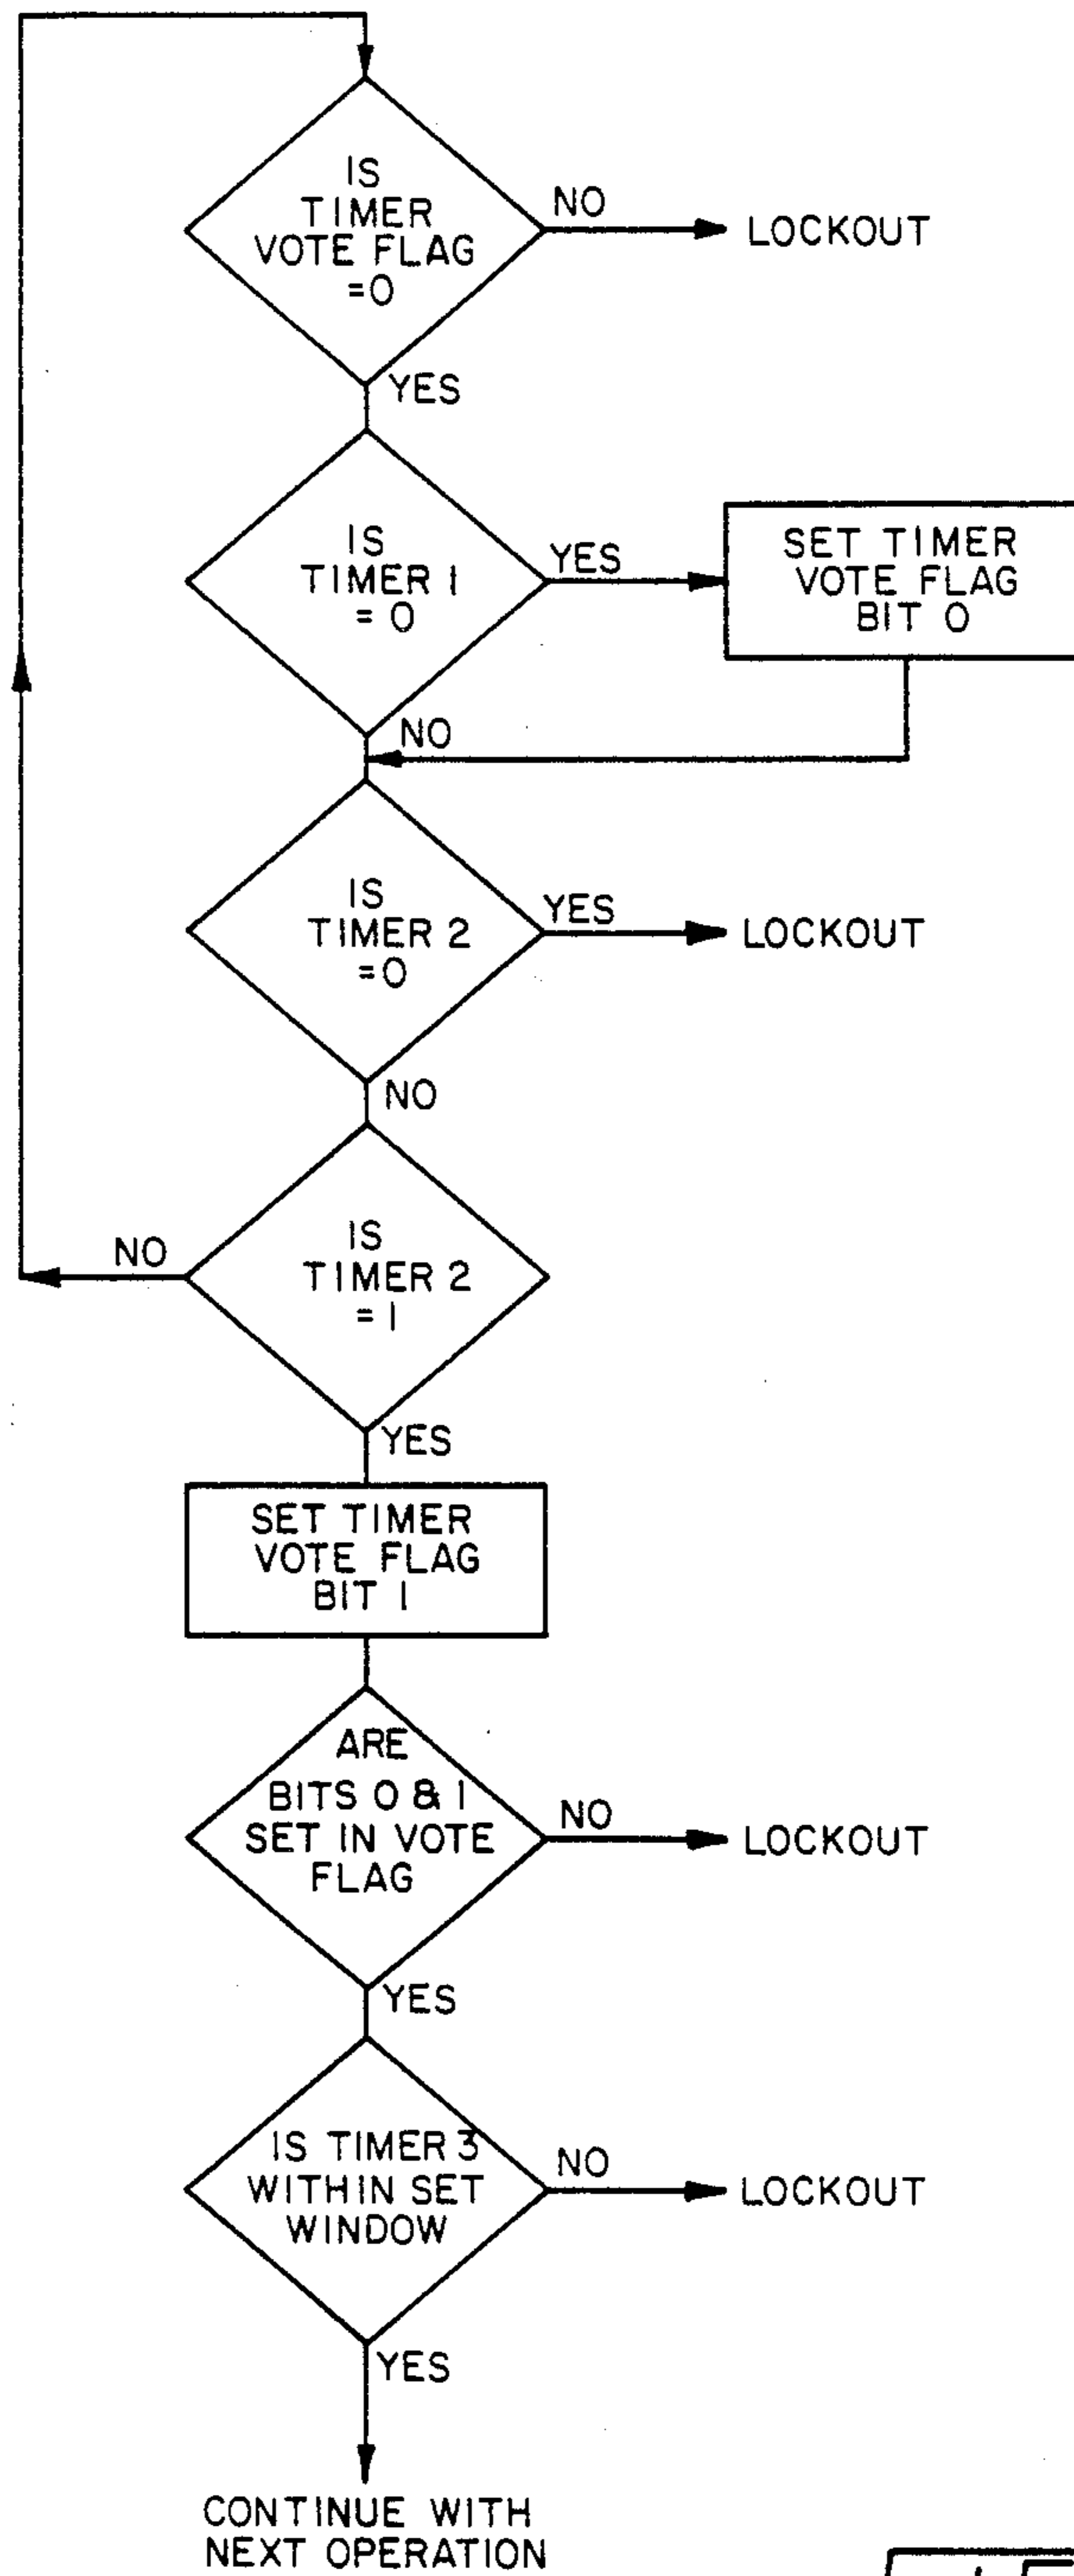 IS
TIMER
VOTE FLAG
=0
NO
LOCKOUT
YES
IS
TIMER 1
= 0
YES
SET TIMER
VOTE FLAG
BIT 0
NO
IS
TIMER 2
=0
YES
LOCKOUT
NO
IS
TIMER 2
= 1
NO
YES
SET TIMER
VOTE FLAG
BIT 1
ARE
BITS 0 & 1
SET IN VOTE
FLAG
NO
LOCKOUT
YES
IS TIMER 3
WITHIN SET
WINDOW
NO
LOCKOUT
YES
CONTINUE WITH
NEXT OPERATION